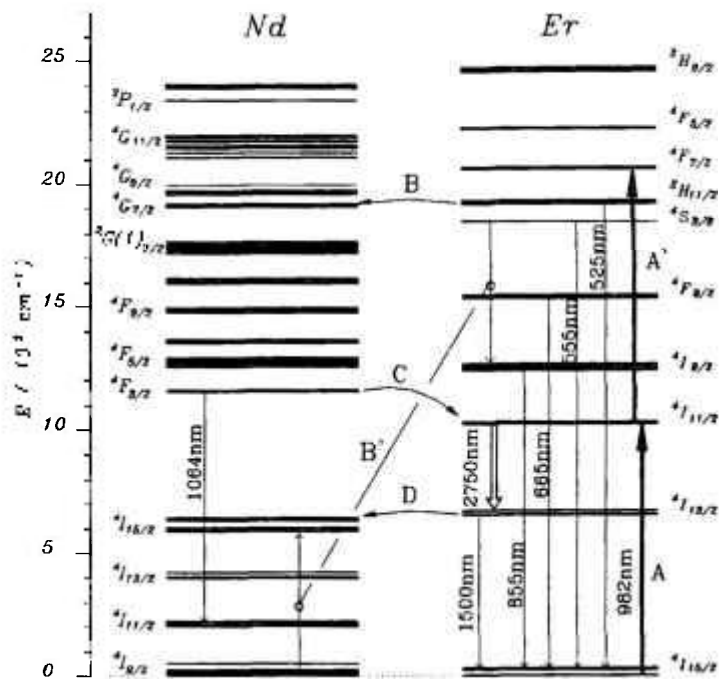 Nd
Er
25
20
15
10
5
0
²P₁/₂
⁴G₁₁/₂
⁴G₉/₂
⁴G₇/₂
²G(1)₇/₂
⁴F₉/₂
⁴F₅/₂
⁴F₃/₂
⁴I₁₅/₂
⁴I₁₃/₂
⁴I₁₁/₂
⁴I₉/₂
²H₉/₂
⁴F₅/₂
⁴F₇/₂
²H₁₁/₂
⁴S₃/₂
⁴F₉/₂
⁴I₉/₂
⁴I₁₁/₂
⁴I₁₃/₂
⁴I₁₅/₂
B
A'
C
B'
D
A
1064nm
525nm
555nm
2750nm
665nm
1500nm
855nm
982nm